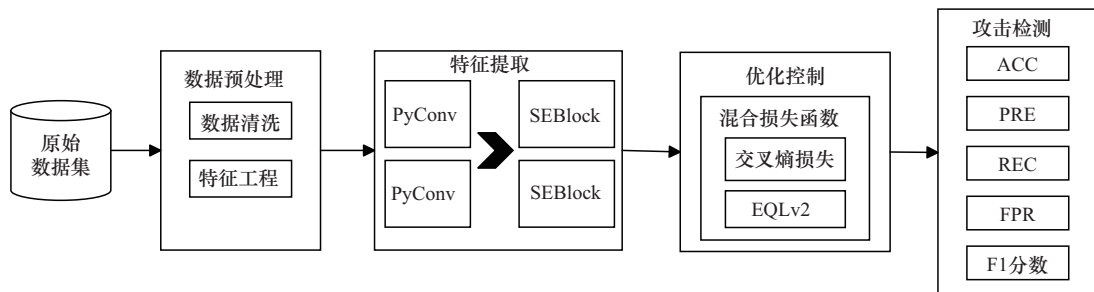 原始
数据集
数据预处理
数据清洗
特征工程
特征提取
PyConv
SEBlock
PyConv
SEBlock
优化控制
混合损失函数
交叉熵损失
EQLv2
攻击检测
ACC
PRE
REC
FPR
F1分数